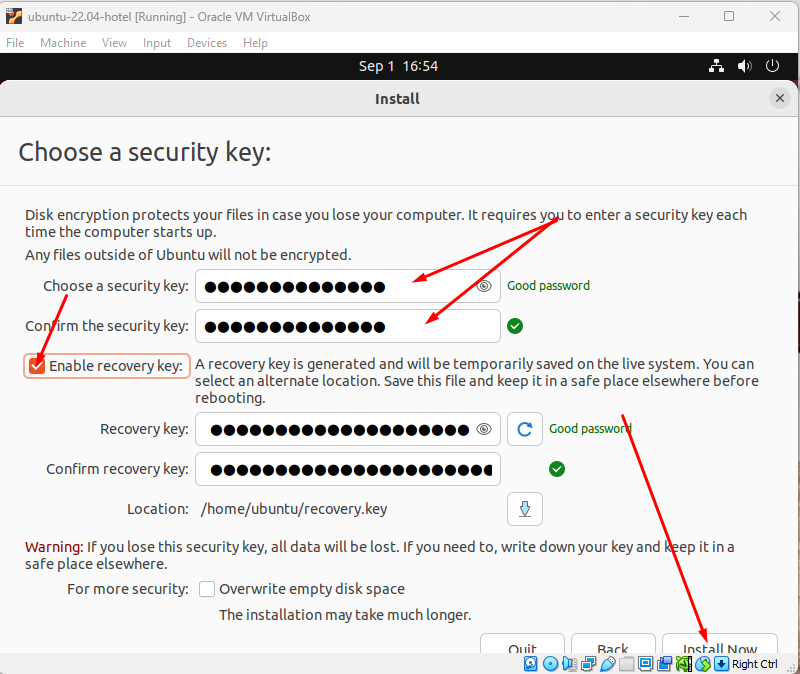 ubuntu-22.04-hotel [Running] - Oracle VM VirtualBox
File Machine View Input Devices Help
Sep 1 16:54
Install
Choose a security key:
Disk encryption protects your files in case you lose your computer. It requires you to enter a security key each
time the computer starts up.
Any files outside of Ubuntu will not be encrypted.
Choose a security key: ●●●●●●●●●●●●●● Good password
Confirm the security key: ●●●●●●●●●●●●●●
Enable recovery key: A recovery key is generated and will be temporarily saved on the live system. You can
select an alternate location. Save this file and keep it in a safe place elsewhere before
rebooting.
Recovery key: ●●●●●●●●●●●●●●●●●●●● Good password
Confirm recovery key: ●●●●●●●●●●●●●●●●●●●●●●
Location: /home/ubuntu/recovery.key
Warning: If you lose this security key, all data will be lost. If you need to, write down your key and keep it in a
safe place elsewhere.
For more security: Overwrite empty disk space
The installation may take much longer.
Quit Back Install Now
Right Ctrl